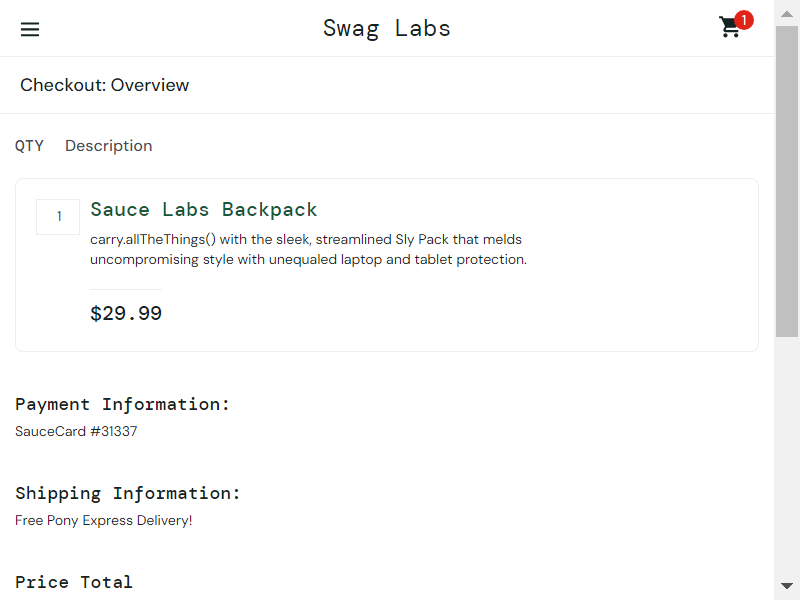 Swag Labs
1
Checkout: Overview
QTY Description
1
Sauce Labs Backpack
carry.allTheThings() with the sleek, streamlined Sly Pack that melds
uncompromising style with unequaled laptop and tablet protection.
$29.99
Payment Information:
SauceCard #31337
Shipping Information:
Free Pony Express Delivery!
Price Total